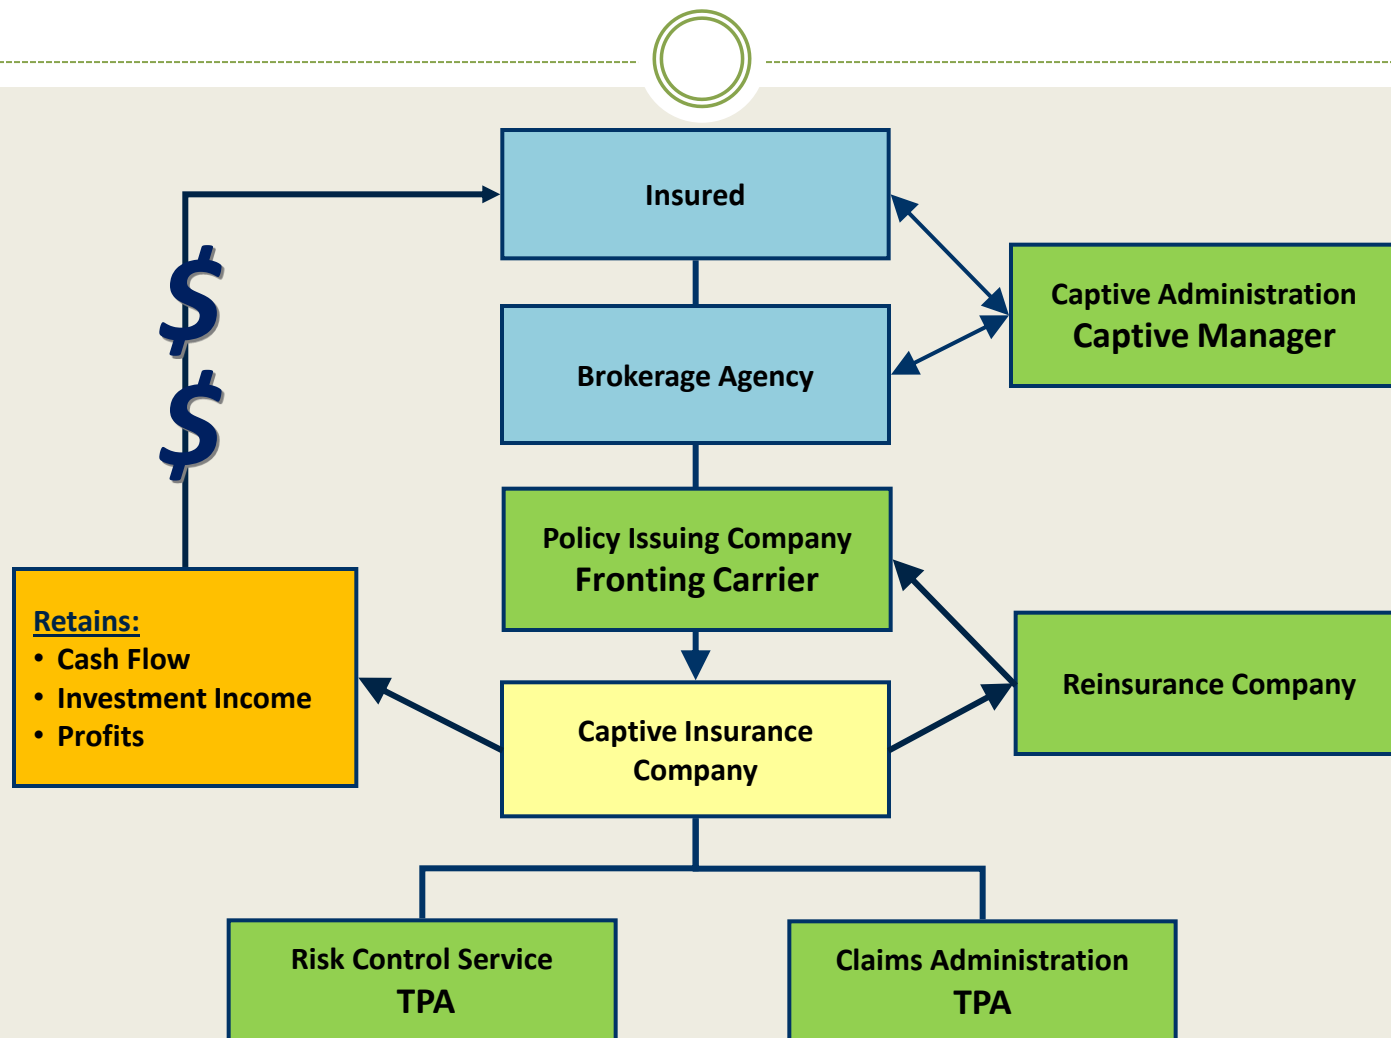 Insured
Captive Administration
Captive Manager
Brokerage Agency
$
$
Policy Issuing Company
Fronting Carrier
Retains:
• Cash Flow
• Investment Income
• Profits
Reinsurance Company
Captive Insurance
Company
Risk Control Service
TPA
Claims Administration
TPA